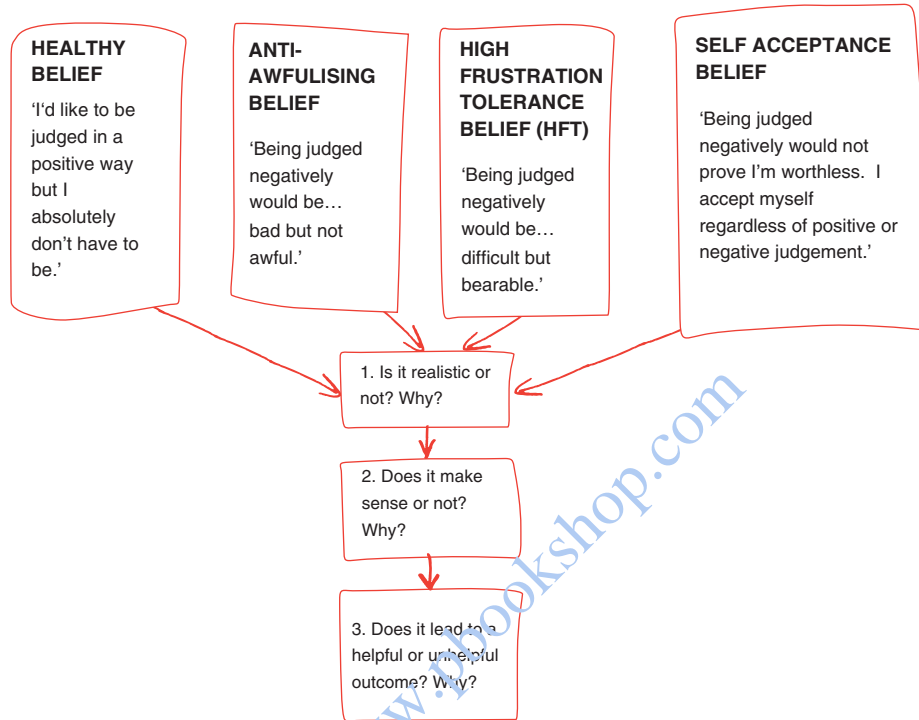 HEALTHY
BELIEF
‘I‘d like to be
judged in a
positive way
but I
absolutely
don’t have to
be.’
ANTI-
AWFULISING
BELIEF
‘Being judged
negatively
would be…
bad but not
awful.’
HIGH
FRUSTRATION
TOLERANCE
BELIEF (HFT)
‘Being judged
negatively
would be…
difficult but
bearable.’
SELF ACCEPTANCE
BELIEF
‘Being judged
negatively would not
prove I’m worthless.  I
accept myself
regardless of positive or
negative judgement.’
1. Is it realistic or
not? Why?
2. Does it make
sense or not?
Why?
3. Does it lead to a
helpful or unhelpful
outcome? Why?
w.pbookshop.com